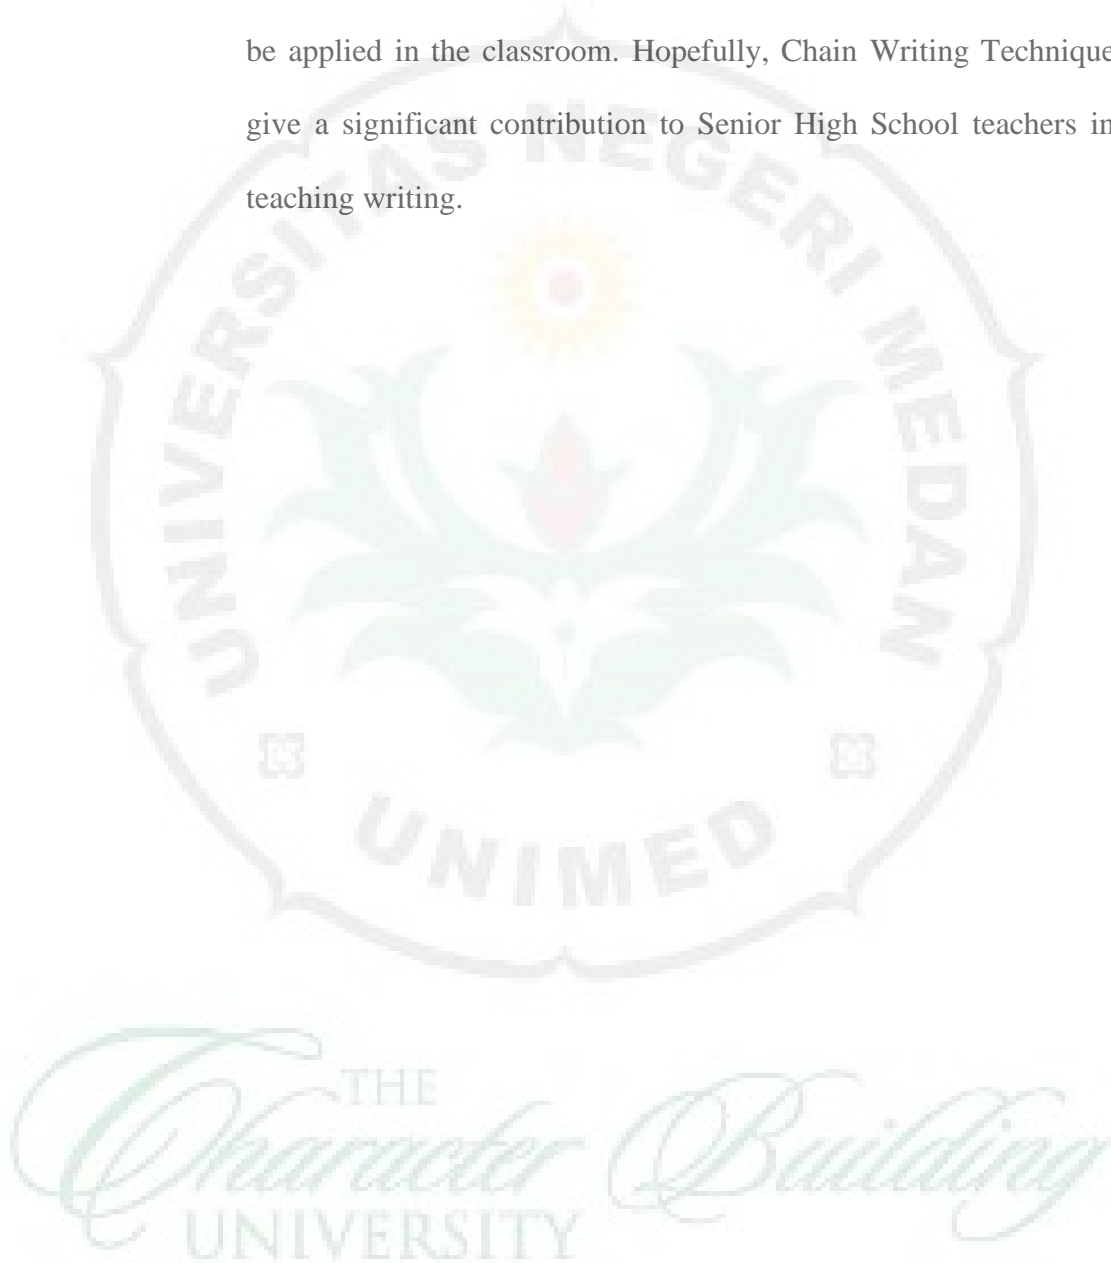 be applied in the classroom. Hopefully, Chain Writing Technique
give a significant contribution to Senior High School teachers in
teaching writing.
UNIVERSITAS NEGERI MEDAN
UNIMED
THE
Character Building
UNIVERSITY